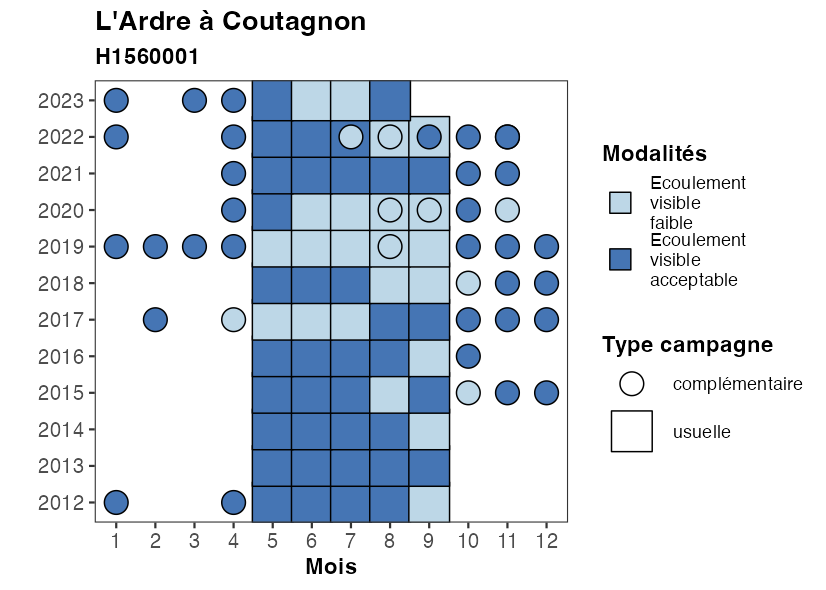 L'Ardre à Coutagnon
H1560001
2023
2022
2021
2020
2019
2018
2017
2016
2015
2014
2013
2012
1 2 3 4 5 6 7 8 9 10 11 12
Mois
Modalités
Ecoulement
visible
faible
Ecoulement
visible
acceptable
Type campagne
complémentaire
usuelle